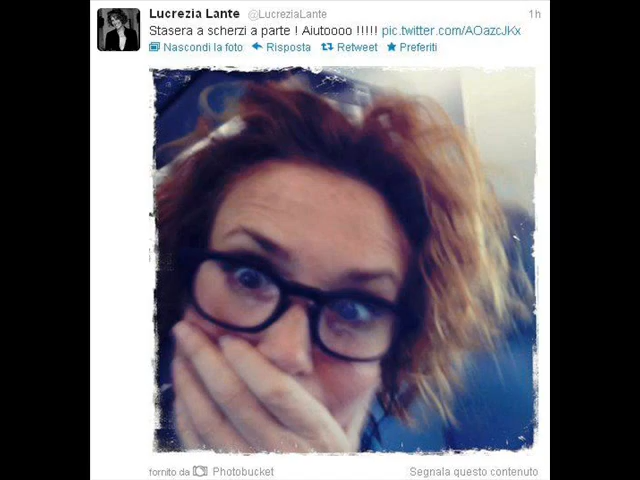 Lucrezia Lante @LucreziaLante 1h
Stasera a scherzi a parte ! Aiutoooo !!!!! pic.twitter.com/AOazcJKx
Nascondi la foto Risposta Retweet Preferiti
fornito da Photobucket Segnala questo contenuto